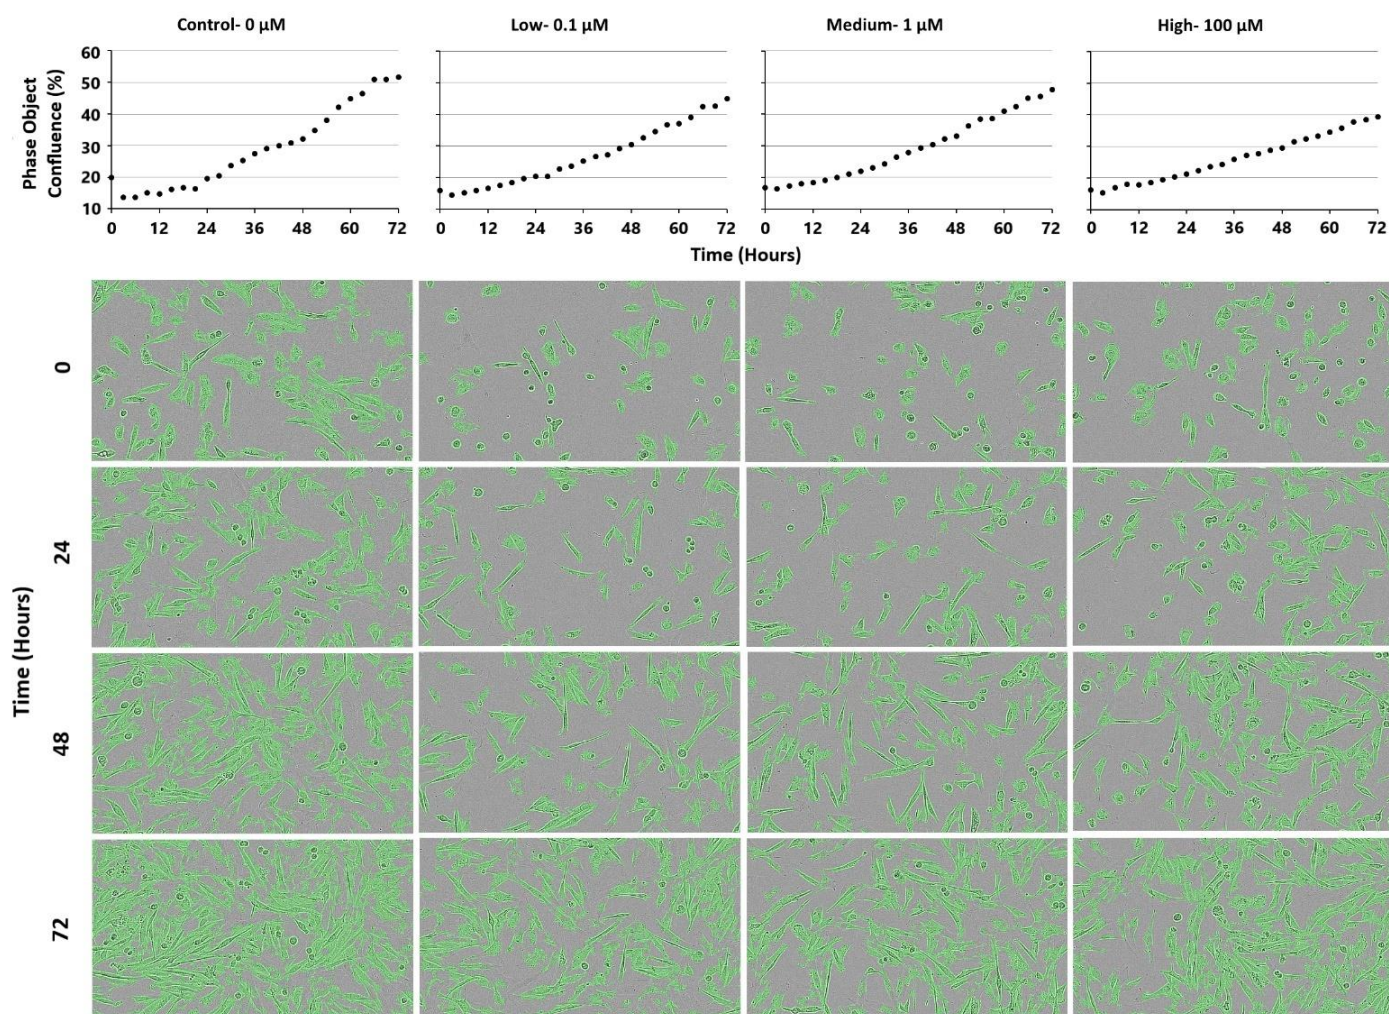 Control- 0 µM
Low- 0.1 µM
Medium- 1 µM
High- 100 µM
Phase Object
Confluence (%)
60
50
40
30
20
10
0 12 24 36 48 60 72
0 12 24 36 48 60 72
0 12 24 36 48 60 72
0 12 24 36 48 60 72
Time (Hours)
Time (Hours)
0
24
48
72